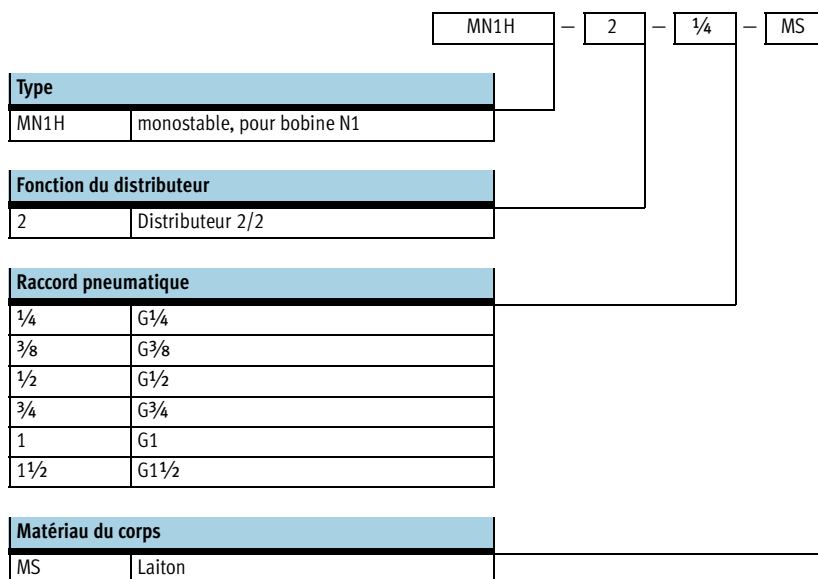 MN1H – 2 – ¼ – MS
Type
MN1H monostable, pour bobine N1
Fonction du distributeur
2 Distributeur 2/2
Raccord pneumatique
¼ G¼
⅜ G⅜
½ G½
¾ G¾
1 G1
1½ G1½
Matériau du corps
MS Laiton